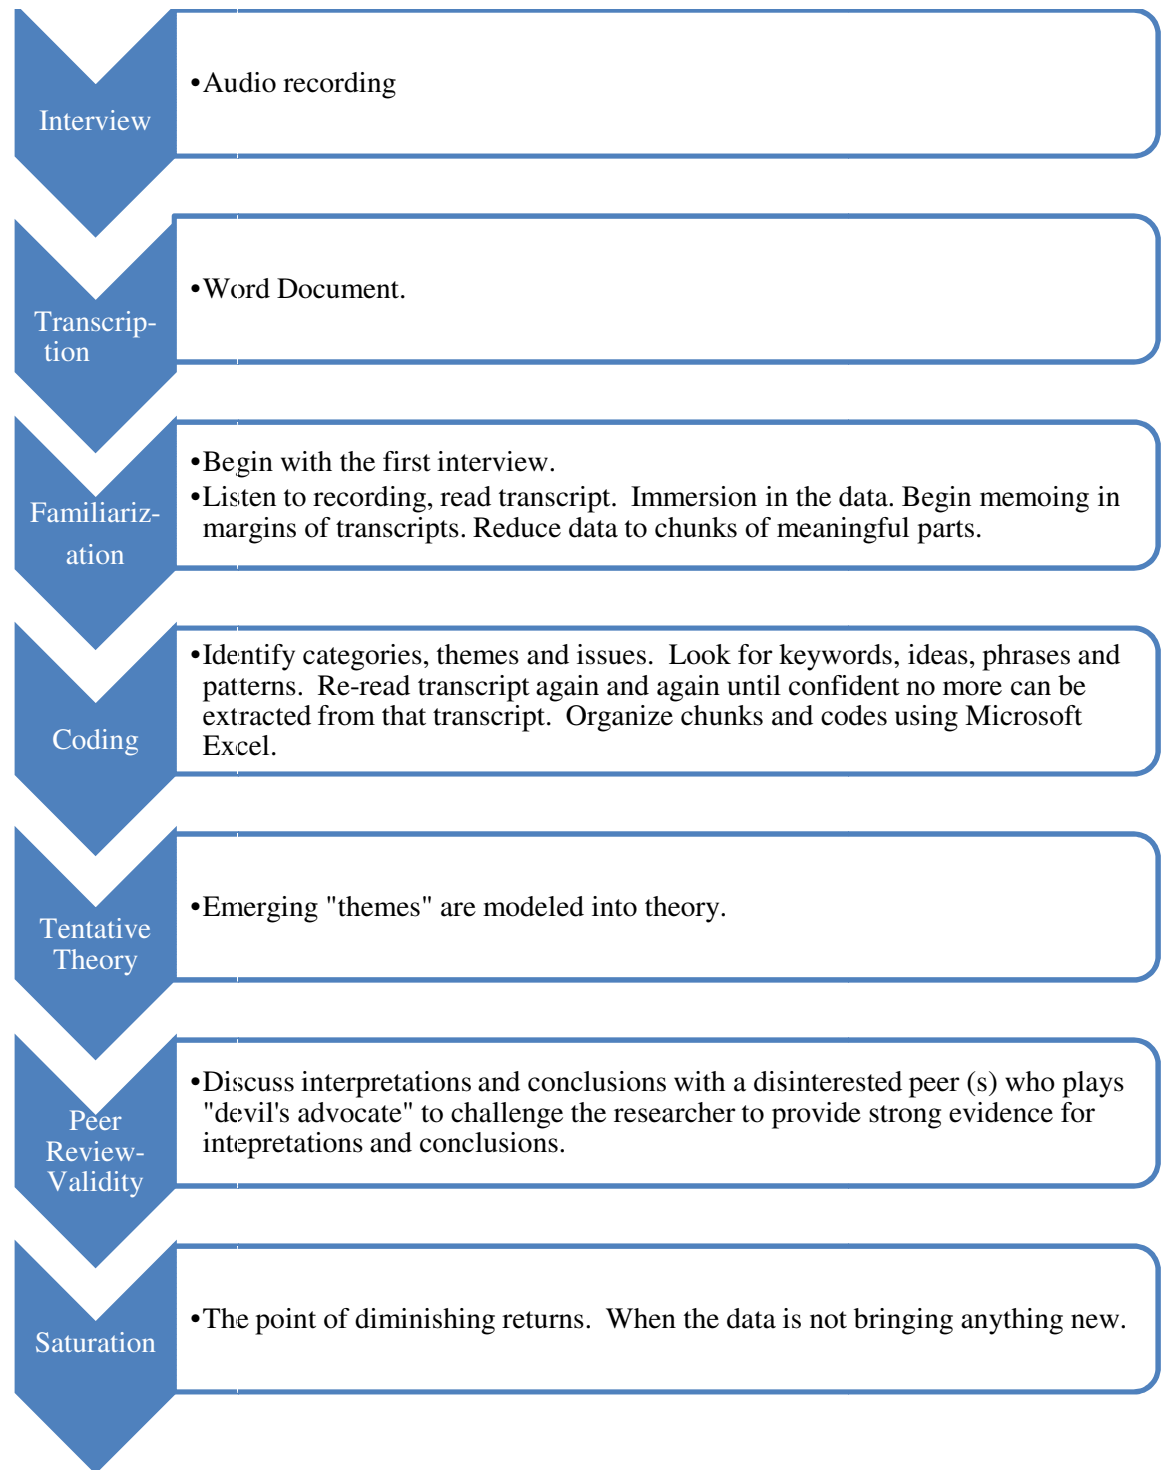 Interview
•Audio recording
Transcrip-
tion
•Word Document.
Familiariz-
ation
•Begin with the first interview.
•Listen to recording, read transcript.  Immersion in the data. Begin memoing in
margins of transcripts. Reduce data to chunks of meaningful parts.
Coding
•Identify categories, themes and issues.  Look for keywords, ideas, phrases and
patterns.  Re-read transcript again and again until confident no more can be
extracted from that transcript.  Organize chunks and codes using Microsoft
Excel.
Tentative
Theory
•Emerging "themes" are modeled into theory.
Peer
Review-
Validity
•Discuss interpretations and conclusions with a disinterested peer (s) who plays
"devil's advocate" to challenge the researcher to provide strong evidence for
intepretations and conclusions.
Saturation
•The point of diminishing returns.  When the data is not bringing anything new.